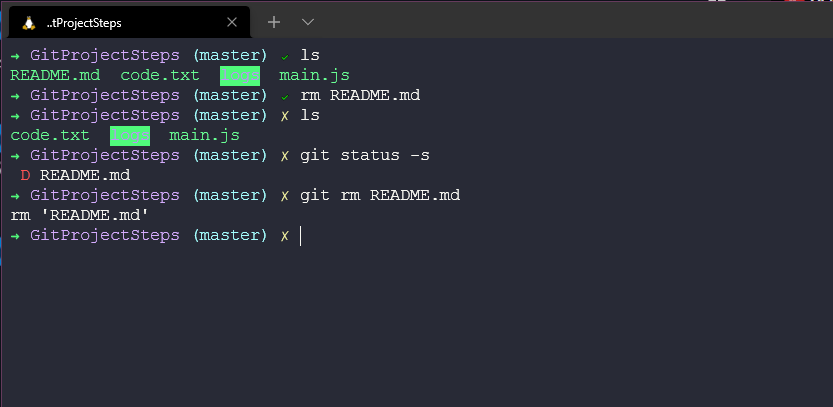 ..tProjectSteps
→ GitProjectSteps (master) ✓ ls
README.md code.txt logs main.js
→ GitProjectSteps (master) ✓ rm README.md
→ GitProjectSteps (master) ✗ ls
code.txt logs main.js
→ GitProjectSteps (master) ✗ git status -s
D README.md
→ GitProjectSteps (master) ✗ git rm README.md
rm 'README.md'
→ GitProjectSteps (master) ✗